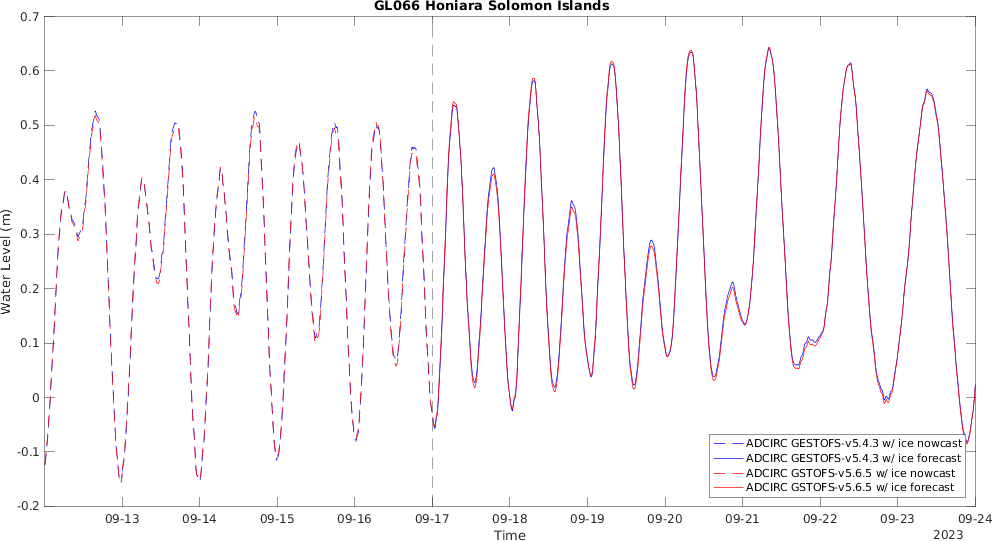 GL066 Honiara Solomon Islands
Water Level (m)
0.7
0.6
0.5
0.4
0.3
0.2
0.1
0
-0.1
-0.2
ADCIRC GESTOFS-v5.4.3 w/ ice nowcast
ADCIRC GESTOFS-v5.4.3 w/ ice forecast
ADCIRC GSTOFS-v5.6.5 w/ ice nowcast
ADCIRC GSTOFS-v5.6.5 w/ ice forecast
09-13 09-14 09-15 09-16 09-17 09-18 09-19 09-20 09-21 09-22 09-23 09-24
Time
2023